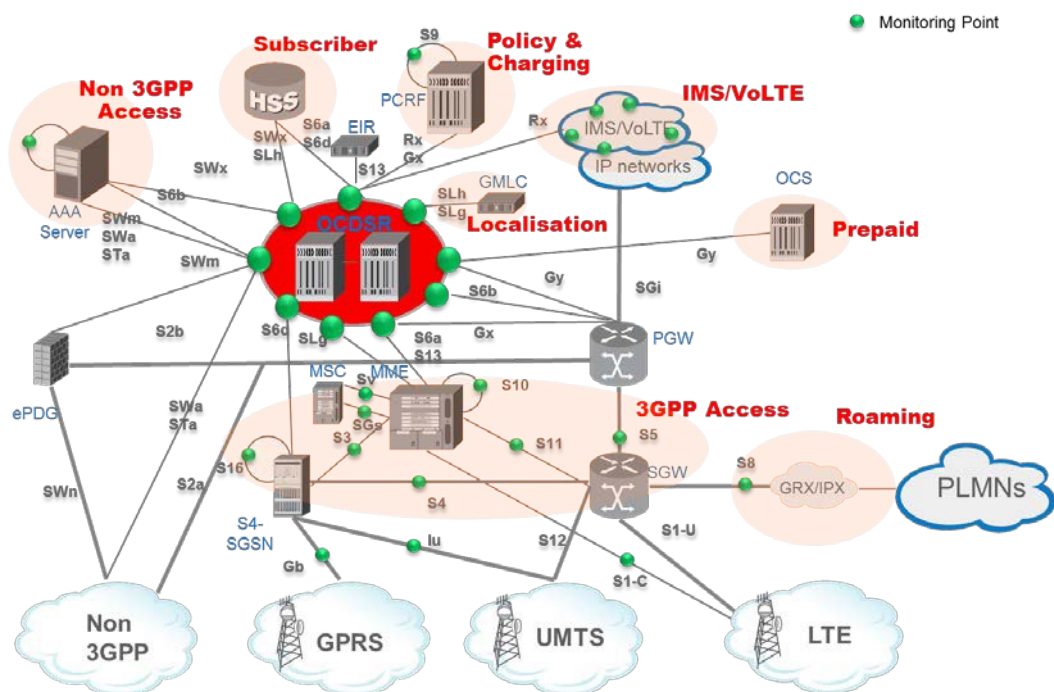 Monitoring Point
S9
Subscriber
Policy &
Charging
Non 3GPP
Access
HSS
PCRF
IMS/VoLTE
S6a
S6d
EIR
Rx
IMS/VoLTE
SWx
SLh
Rx
Gx
IP networks
SWx
S13
GMLC
OCS
S6b
SLh
SLg
AAA
Server
SWm
SWa
STa
OCDSR
Localisation
Prepaid
SWm
Gy
Gy
S6b
SGi
S2b
S6d
SLg
S6a
S13
Gx
PGW
MSC
MME
Sv
S10
ePDG
SWa
STa
SGs
3GPP Access
Roaming
S3
S11
S5
S16
SGW
S8
SWn
S2a
S4
GRX/IPX
PLMNs
S4-
SGSN
Iu
S12
S1-U
Gb
S1-C
Non
3GPP
GPRS
UMTS
LTE